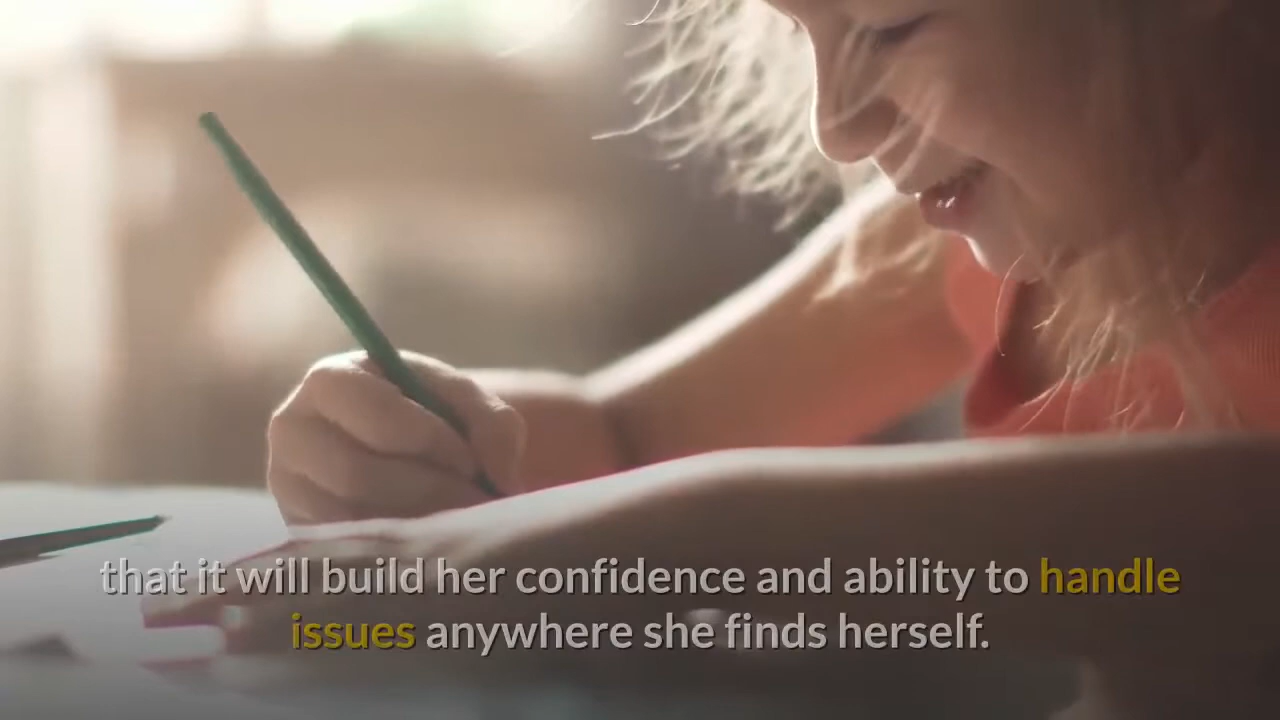 that it will build her confidence and ability to handle
issues anywhere she finds herself.